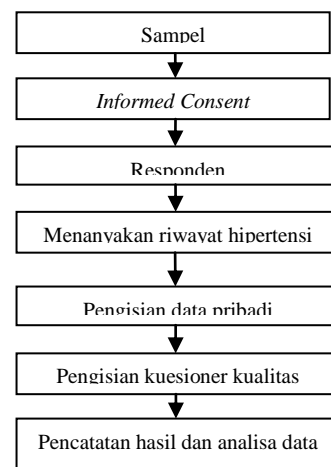 Sampel
Informed Consent
Responden
Menanyakan riwayat hipertensi
Pengisian data pribadi
Pengisian kuesioner kualitas
Pencatatan hasil dan analisa data